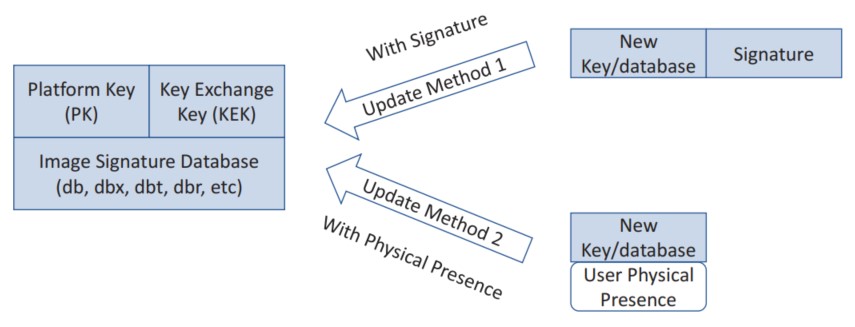 With Signature
Update Method 1
New
Key/database
Signature
Platform Key
(PK)
Key Exchange
Key (KEK)
Image Signature Database
(db, dbx, dbt, dbr, etc)
Update Method 2
With Physical Presence
New
Key/database
User Physical
Presence